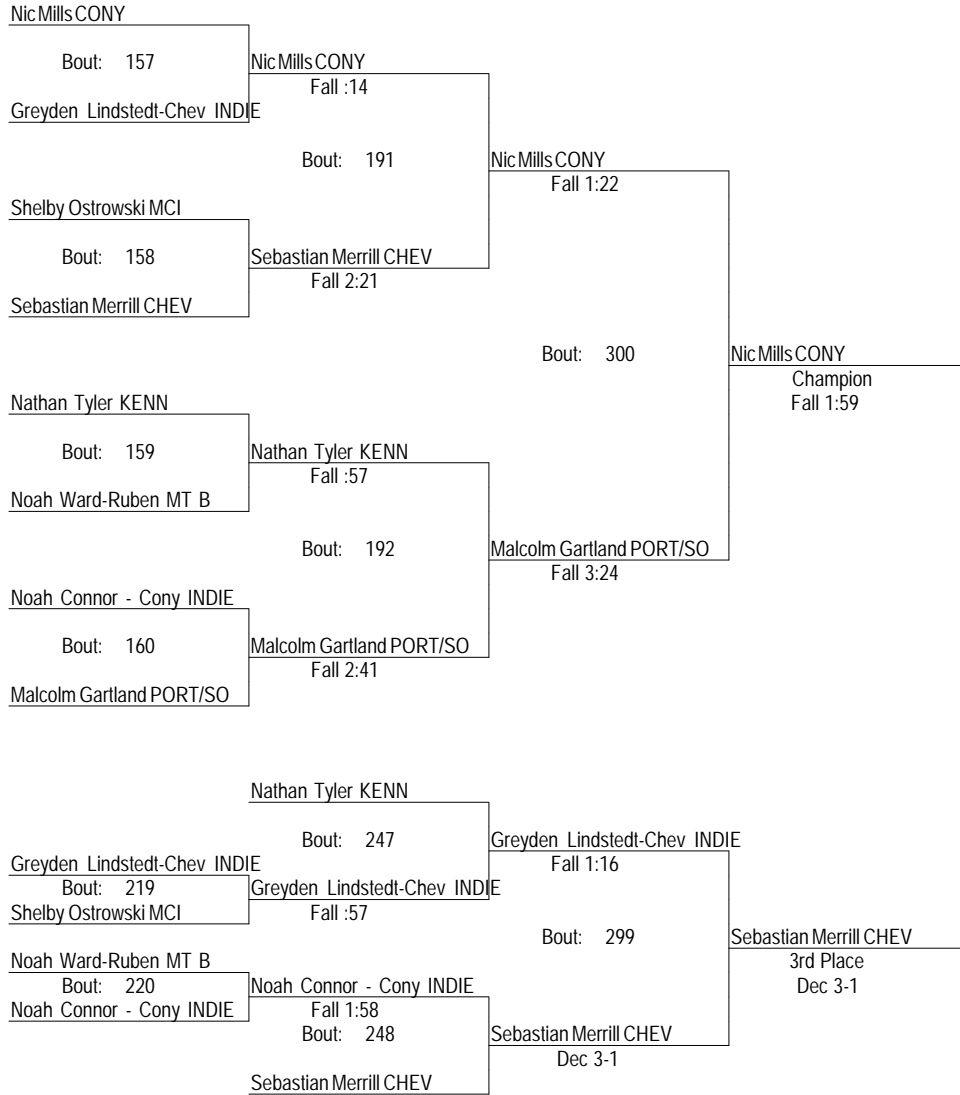 Nic Mills CONY
Bout: 157 Nic Mills CONY
Fall :14
Greyden Lindstedt-Chev INDIE
Bout: 191 Nic Mills CONY
Fall 1:22
Shelby Ostrowski MCI
Bout: 158 Sebastian Merrill CHEV
Fall 2:21
Sebastian Merrill CHEV
Bout: 300 Nic Mills CONY
Champion
Nathan Tyler KENN Fall 1:59
Bout: 159 Nathan Tyler KENN
Fall :57
Noah Ward-Ruben MT B
Bout: 192 Malcolm Gartland PORT/SO
Fall 3:24
Noah Connor - Cony INDIE
Bout: 160 Malcolm Gartland PORT/SO
Fall 2:41
Malcolm Gartland PORT/SO
Nathan Tyler KENN
Bout: 247 Greyden Lindstedt-Chev INDIE
Greyden Lindstedt-Chev INDIE Fall 1:16
Bout: 219 Greyden Lindstedt-Chev INDIE
Shelby Ostrowski MCI Fall :57
Bout: 299 Sebastian Merrill CHEV
Noah Ward-Ruben MT B 3rd Place
Bout: 220 Noah Connor - Cony INDIE Dec 3-1
Noah Connor - Cony INDIE Fall 1:58
Bout: 248 Sebastian Merrill CHEV
Dec 3-1
Sebastian Merrill CHEV